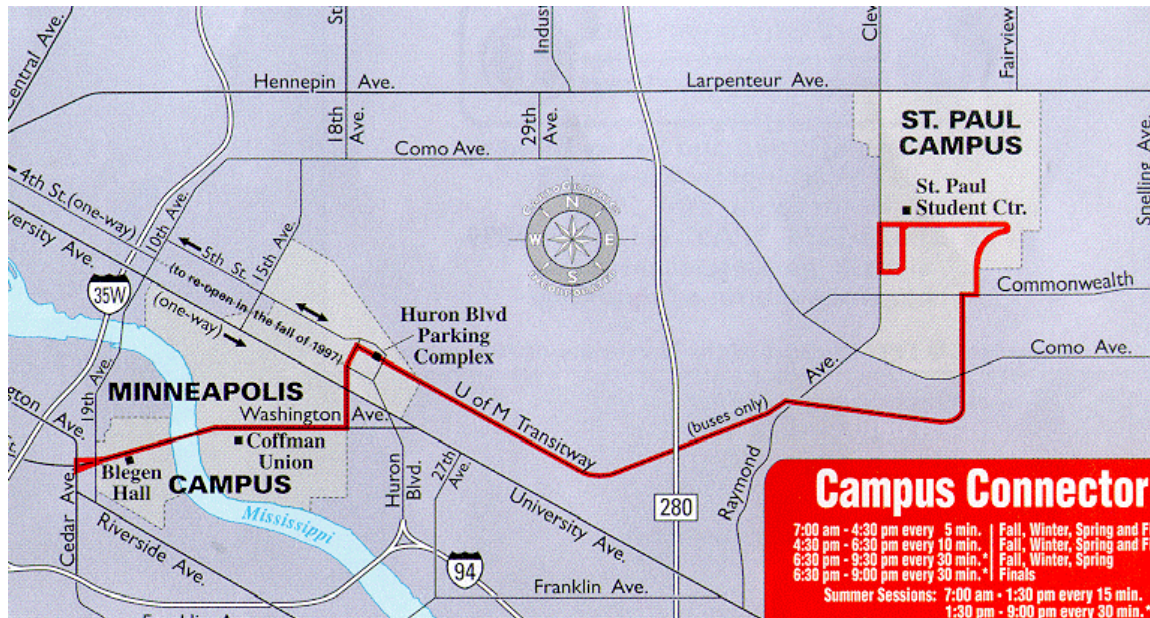 Central Ave.
St
Indust
Clev
Fairview
Hennepin Ave.
Larpenteur Ave.
18th Ave.
29th Ave.
Como Ave.
ST. PAUL
CAMPUS
St. Paul
Student Ctr.
Snelling Ave.
4th St. (one-way)
10th Ave.
5th St.
15th Ave.
versity Ave.
(to re-open in the fall of 1997)
(one-way)
N
W E
S
35W
Commonwealth
Huron Blvd
Parking
Complex
Como Ave.
Ave.
MINNEAPOLIS
Washington Ave.
U of M Transitway
(buses only)
19th Ave.
gton Ave.
Coffman
Union
Blegen
Hall
CAMPUS
Huron
Blvd.
27th
Ave.
University Ave.
Raymond
280
Cedar Ave.
Riverside Ave.
Mississippi
94
Franklin Ave.
Franklin Ave.
Campus Connector
7:00 am - 4:30 pm every 5 min. | Fall, Winter, Spring and Fi
4:30 pm - 6:30 pm every 10 min. | Fall, Winter, Spring and Fi
6:30 pm - 9:30 pm every 30 min.* | Fall, Winter, Spring
6:30 pm - 9:00 pm every 30 min.* | Finals
Summer Sessions: 7:00 am - 1:30 pm every 15 min.
1:30 pm - 9:00 pm every 30 min.*